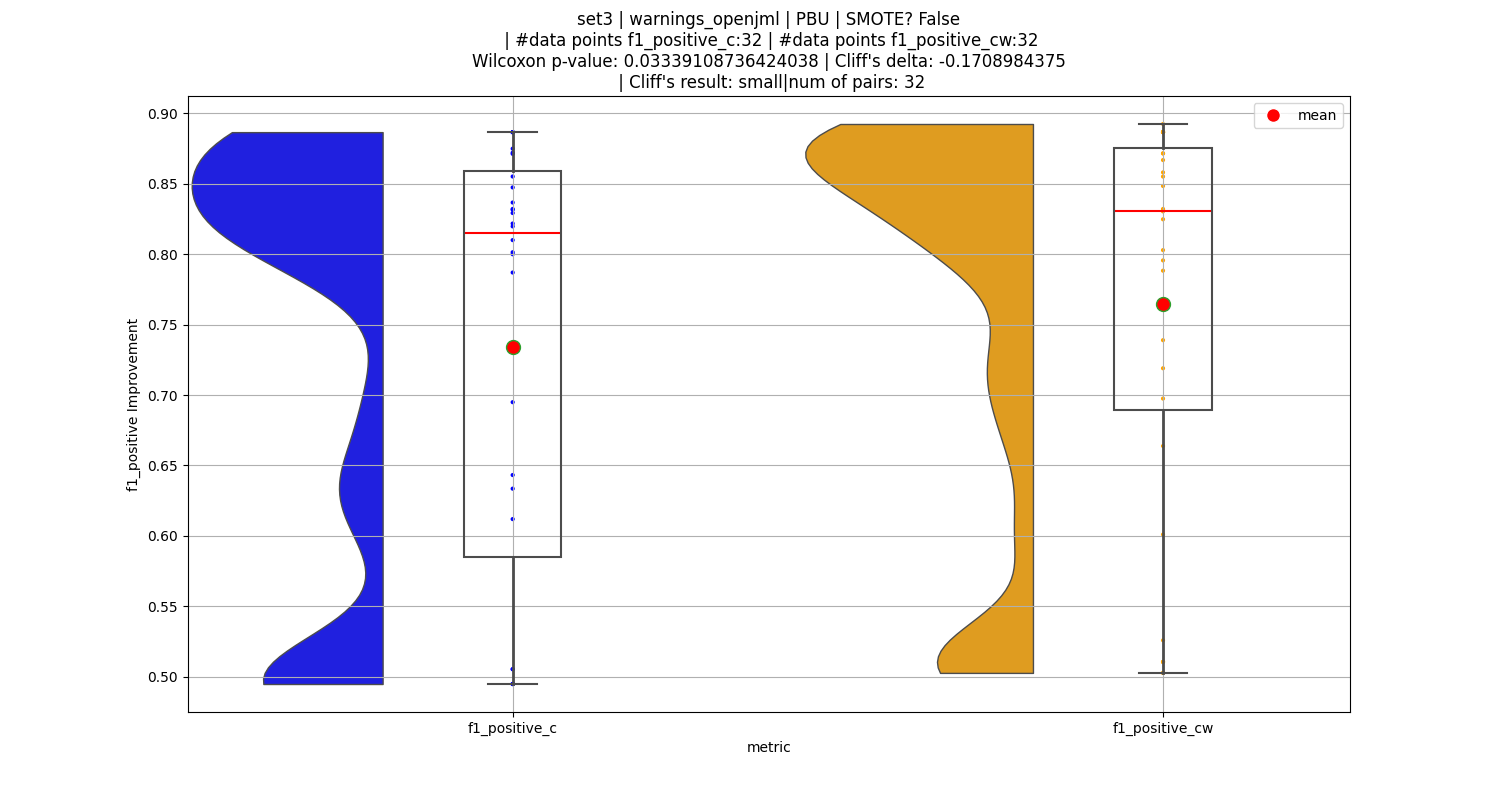 set3 | warnings_openjml | PBU | SMOTE? False
| #data points f1_positive_c:32 | #data points f1_positive_cw:32
Wilcoxon p-value: 0.03339108736424038 | Cliff's delta: -0.1708984375
| Cliff's result: small|num of pairs: 32
mean
0.90
0.85
0.80
0.75
0.70
0.65
0.60
0.55
0.50
f1_positive Improvement
f1_positive_c
f1_positive_cw
metric